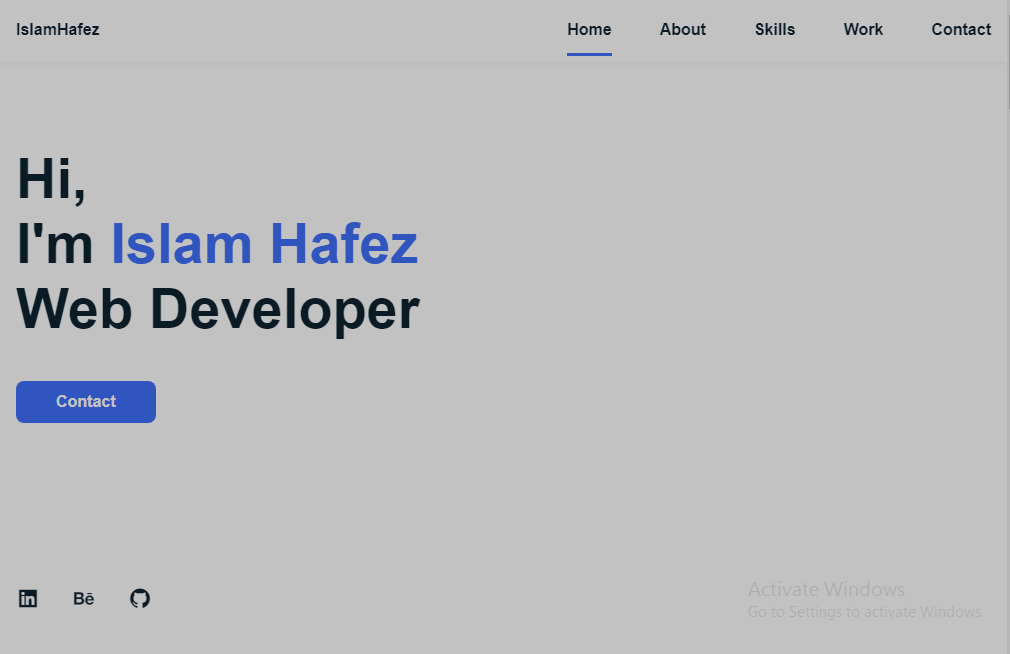 IslamHafez
Home About Skills Work Contact
Hi,
I'm Islam Hafez
Web Developer
Contact
in Bē
Activate Windows
Go to Settings to activate Windows.